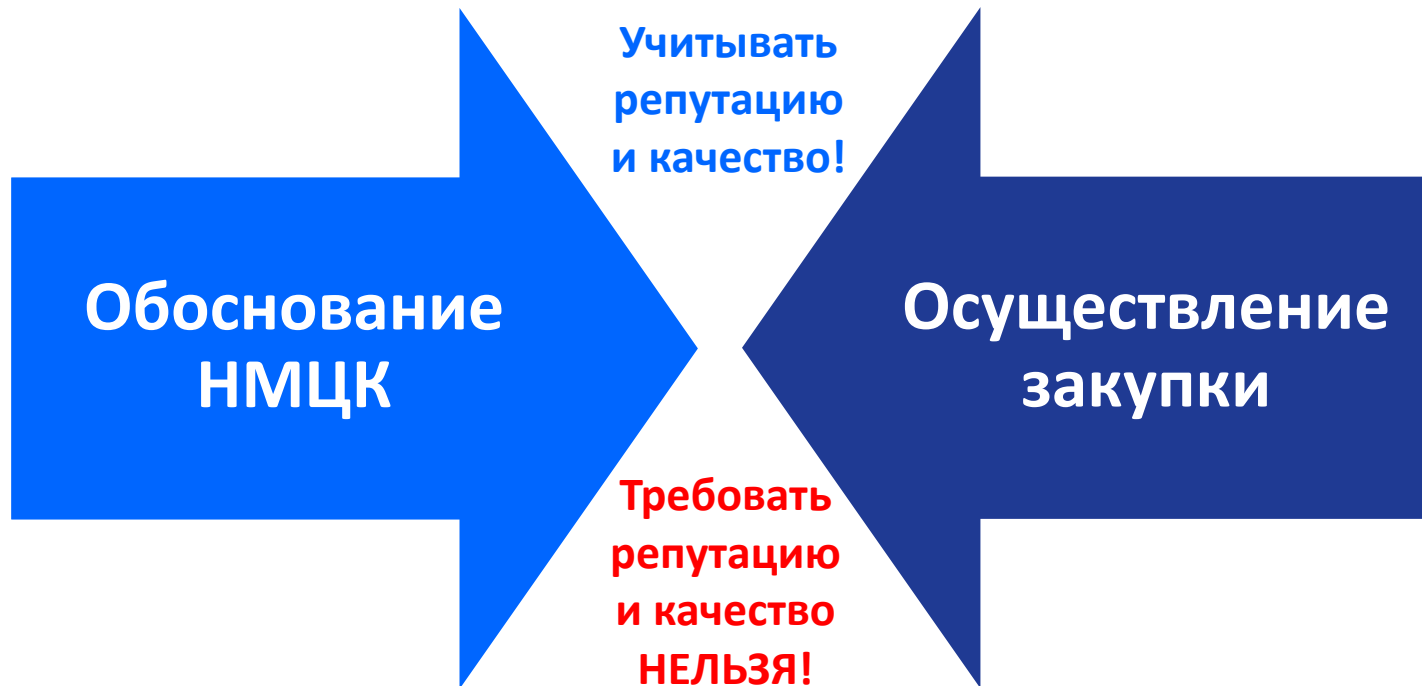 Учитывать
репутацию
и качество!
Обоснование
НМЦК
Осуществление
закупки
Требовать
репутацию
и качество
НЕЛЬЗЯ!